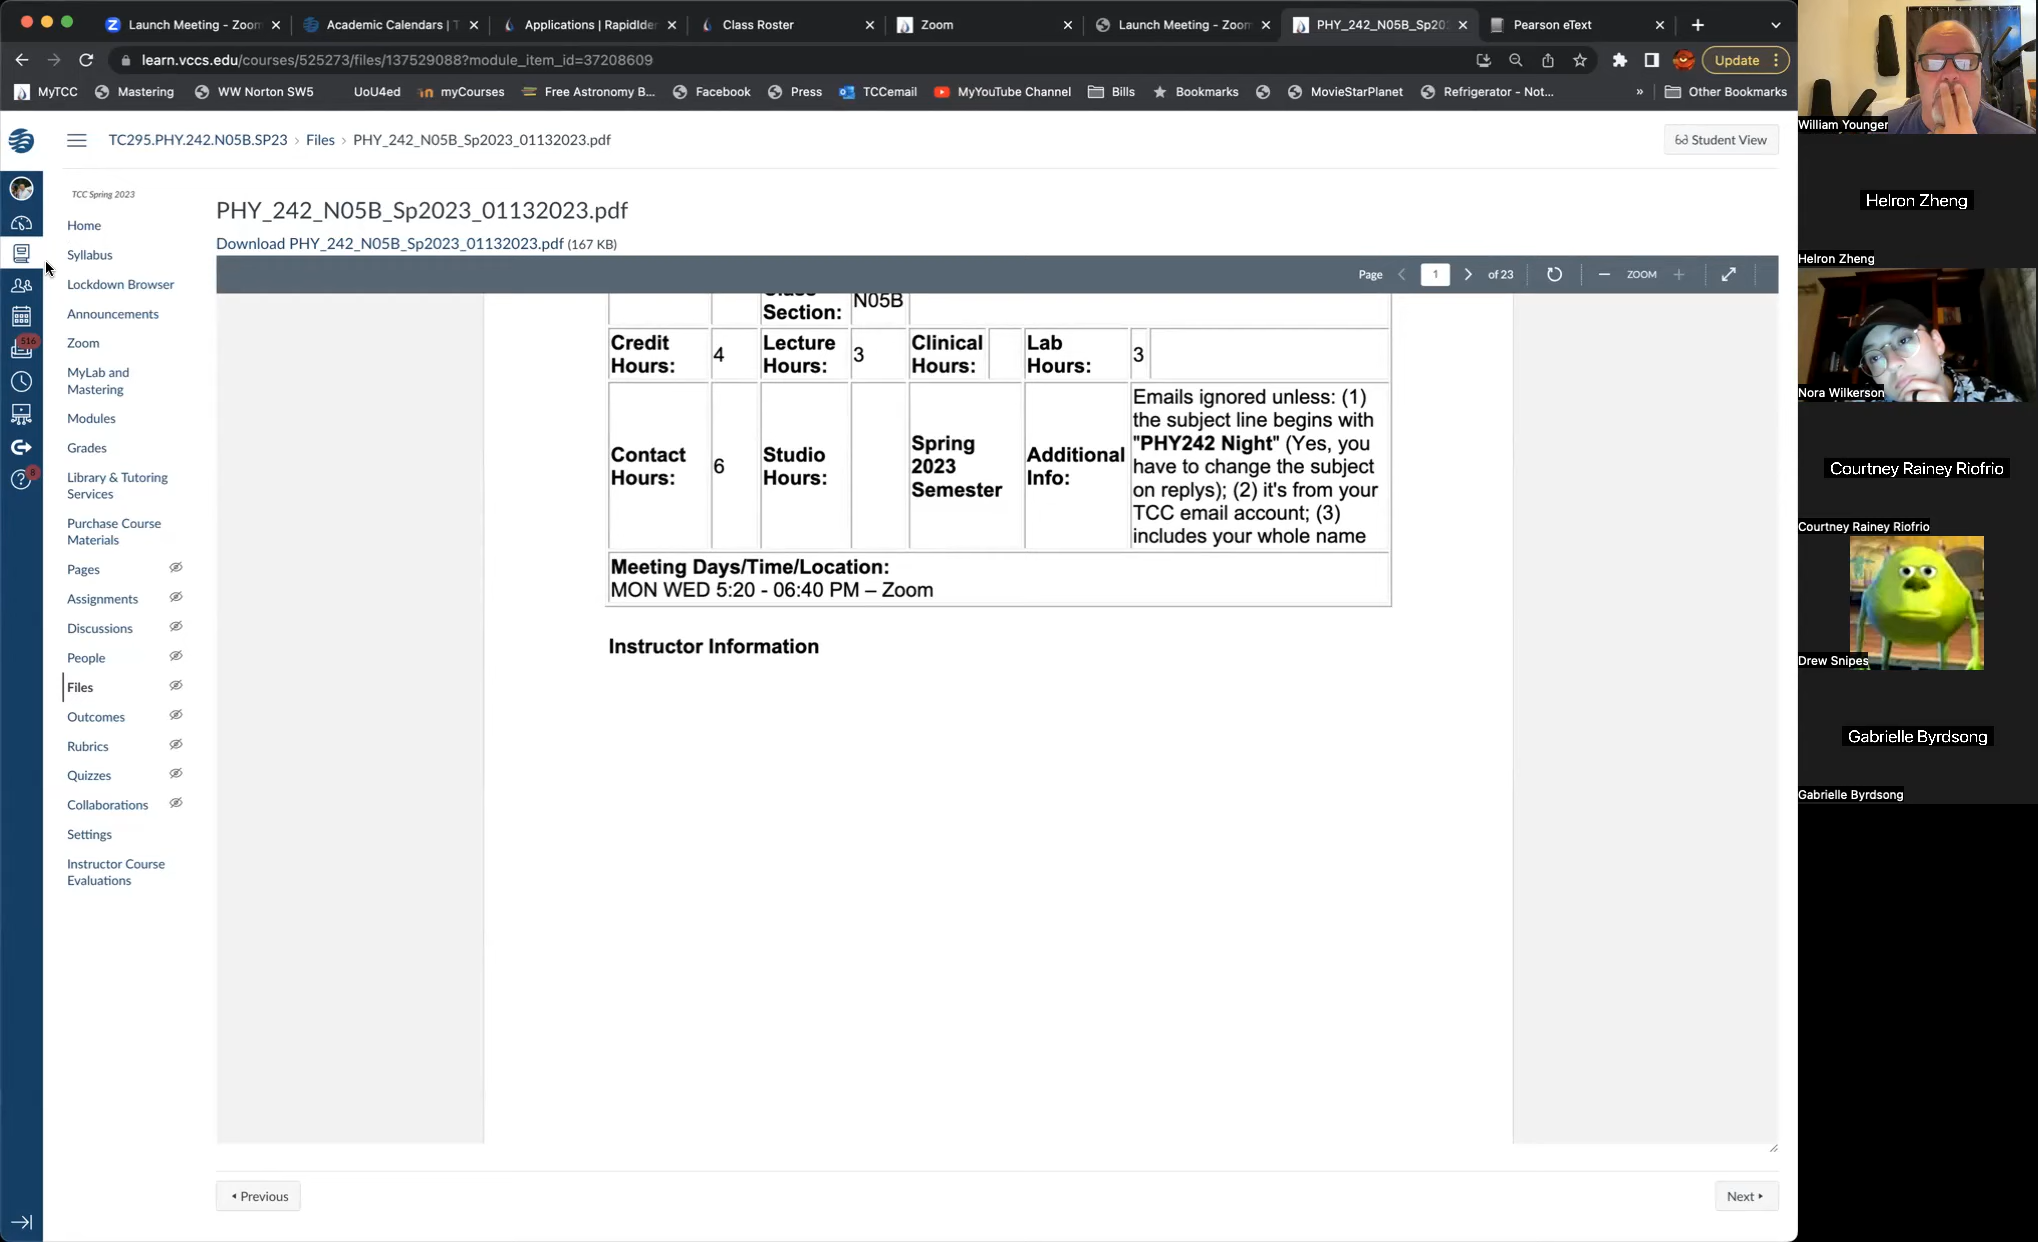 Launch Meeting - Zoom
Academic Calendars | T
Applications | RapidIder
Class Roster
Zoom
Launch Meeting - Zoom
PHY_242_N05B_Sp20
Pearson eText
learn.vccs.edu/courses/525273/files/137529088?module_item_id=37208609
Update
MyTCC
Mastering
WW Norton SW5
UoU4ed
myCourses
Free Astronomy B...
Facebook
Press
TCCemail
MyYouTube Channel
Bills
Bookmarks
MovieStarPlanet
Refrigerator - Not...
»
Other Bookmarks
TC295.PHY.242.N05B.SP23 › Files › PHY_242_N05B_Sp2023_01132023.pdf
Student View
516
8
TCC Spring 2023
Home
Syllabus
Lockdown Browser
Announcements
Zoom
MyLab and
Mastering
Modules
Grades
Library & Tutoring
Services
Purchase Course
Materials
Pages
Assignments
Discussions
People
Files
Outcomes
Rubrics
Quizzes
Collaborations
Settings
Instructor Course
Evaluations
PHY_242_N05B_Sp2023_01132023.pdf
Download PHY_242_N05B_Sp2023_01132023.pdf (167 KB)
Page 1 of 23 ZOOM
Section:
N05B
Credit
Hours:
4
Lecture
Hours:
3
Clinical
Hours:
Lab
Hours:
3
Contact
Hours:
6
Studio
Hours:
Spring
2023
Semester
Additional
Info:
Emails ignored unless: (1)
the subject line begins with
"PHY242 Night" (Yes, you
have to change the subject
on replys); (2) it's from your
TCC email account; (3)
includes your whole name
Meeting Days/Time/Location:
MON WED 5:20 - 06:40 PM – Zoom
Instructor Information
Previous
Next
William Younger
Helron Zheng
Helron Zheng
Nora Wilkerson
Courtney Rainey Riofrio
Courtney Rainey Riofrio
Drew Snipes
Gabrielle Byrdsong
Gabrielle Byrdsong